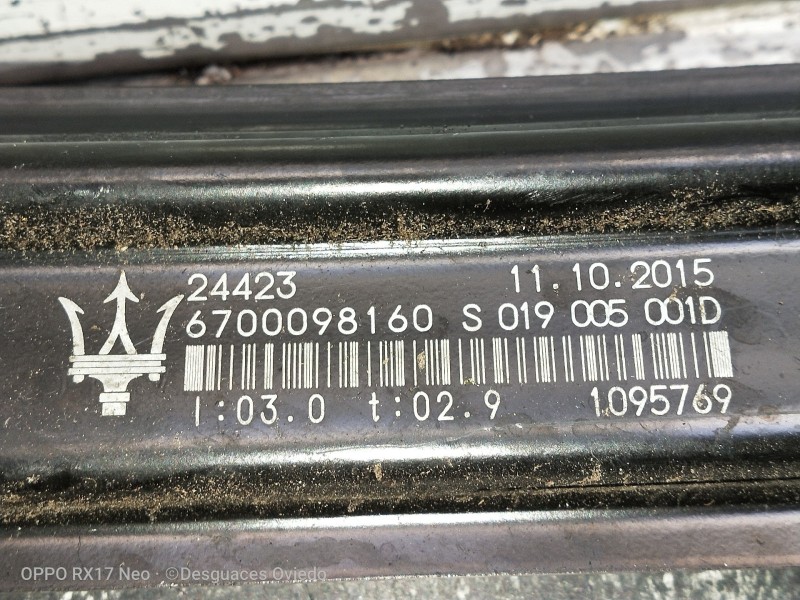 24423 11.10.2015
6700098160 S 019 005 001D
I:03.0 t:02.9 1095769
OPPO RX17 Neo · ©Desguaces Oviedo